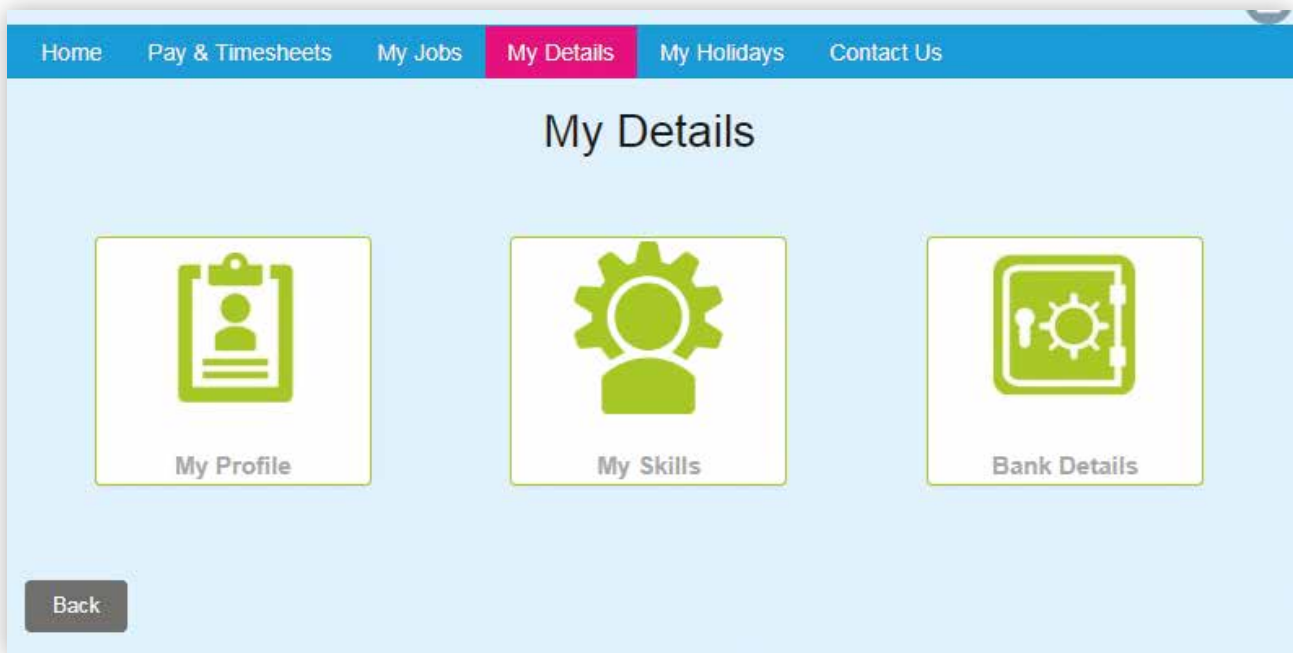 Home Pay & Timesheets My Jobs My Details My Holidays Contact Us
My Details
My Profile My Skills Bank Details
Back